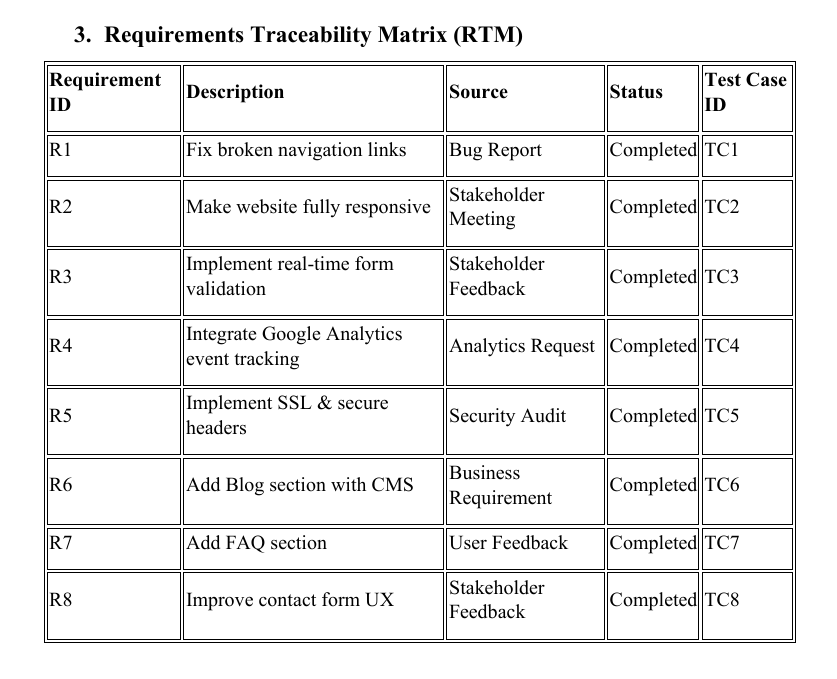 3. Requirements Traceability Matrix (RTM)
Requirement ID | Description | Source | Status | Test Case ID
R1 | Fix broken navigation links | Bug Report | Completed | TC1
R2 | Make website fully responsive | Stakeholder Meeting | Completed | TC2
R3 | Implement real-time form validation | Stakeholder Feedback | Completed | TC3
R4 | Integrate Google Analytics event tracking | Analytics Request | Completed | TC4
R5 | Implement SSL & secure headers | Security Audit | Completed | TC5
R6 | Add Blog section with CMS | Business Requirement | Completed | TC6
R7 | Add FAQ section | User Feedback | Completed | TC7
R8 | Improve contact form UX | Stakeholder Feedback | Completed | TC8